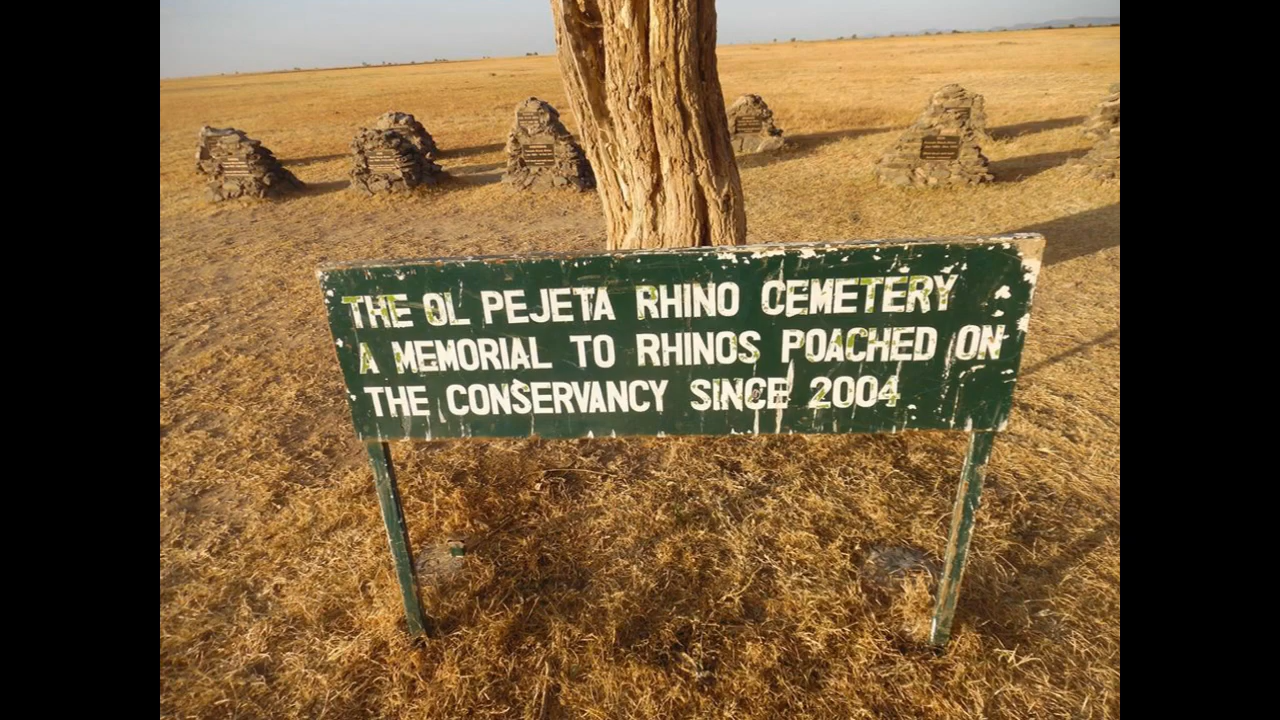 THE OL PEJETA RHINO CEMETERY
A MEMORIAL TO RHINOS POACHED ON
THE CONSERVANCY SINCE 2004